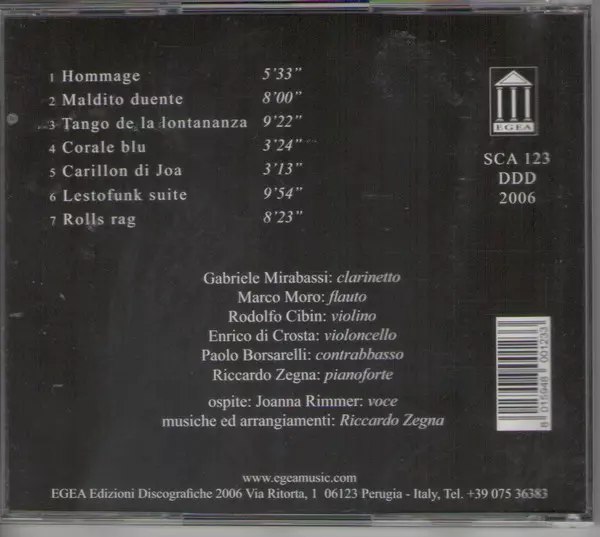 1 Hommage 5'33"
2 Maldito duente 8'00"
3 Tango de la lontananza 9'22"
4 Corale blu 3'24"
5 Carillon di Joa 3'13"
6 Lestofunk suite 9'54"
7 Rolls rag 8'23"
EGEA
SCA 123
DDD
2006
Gabriele Mirabassi: clarinetto
Marco Moro: flauto
Rodolfo Cibin: violino
Enrico di Crosta: violoncello
Paolo Borsarelli: contrabbasso
Riccardo Zegna: pianoforte
ospite: Joanna Rimmer: voce
musiche ed arrangiamenti: Riccardo Zegna
8 015948 001233
www.egeamusic.com
EGEA Edizioni Discografiche 2006 Via Ritorta, 1 06123 Perugia - Italy, Tel. +39 075 36383